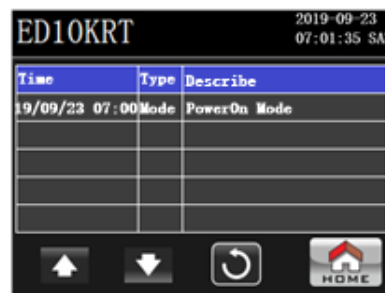 ED10KRT
2019-09-23
07:01:35 SA
Time Type Describe
19/09/23 07:00 Mode PowerOn Mode
HOME